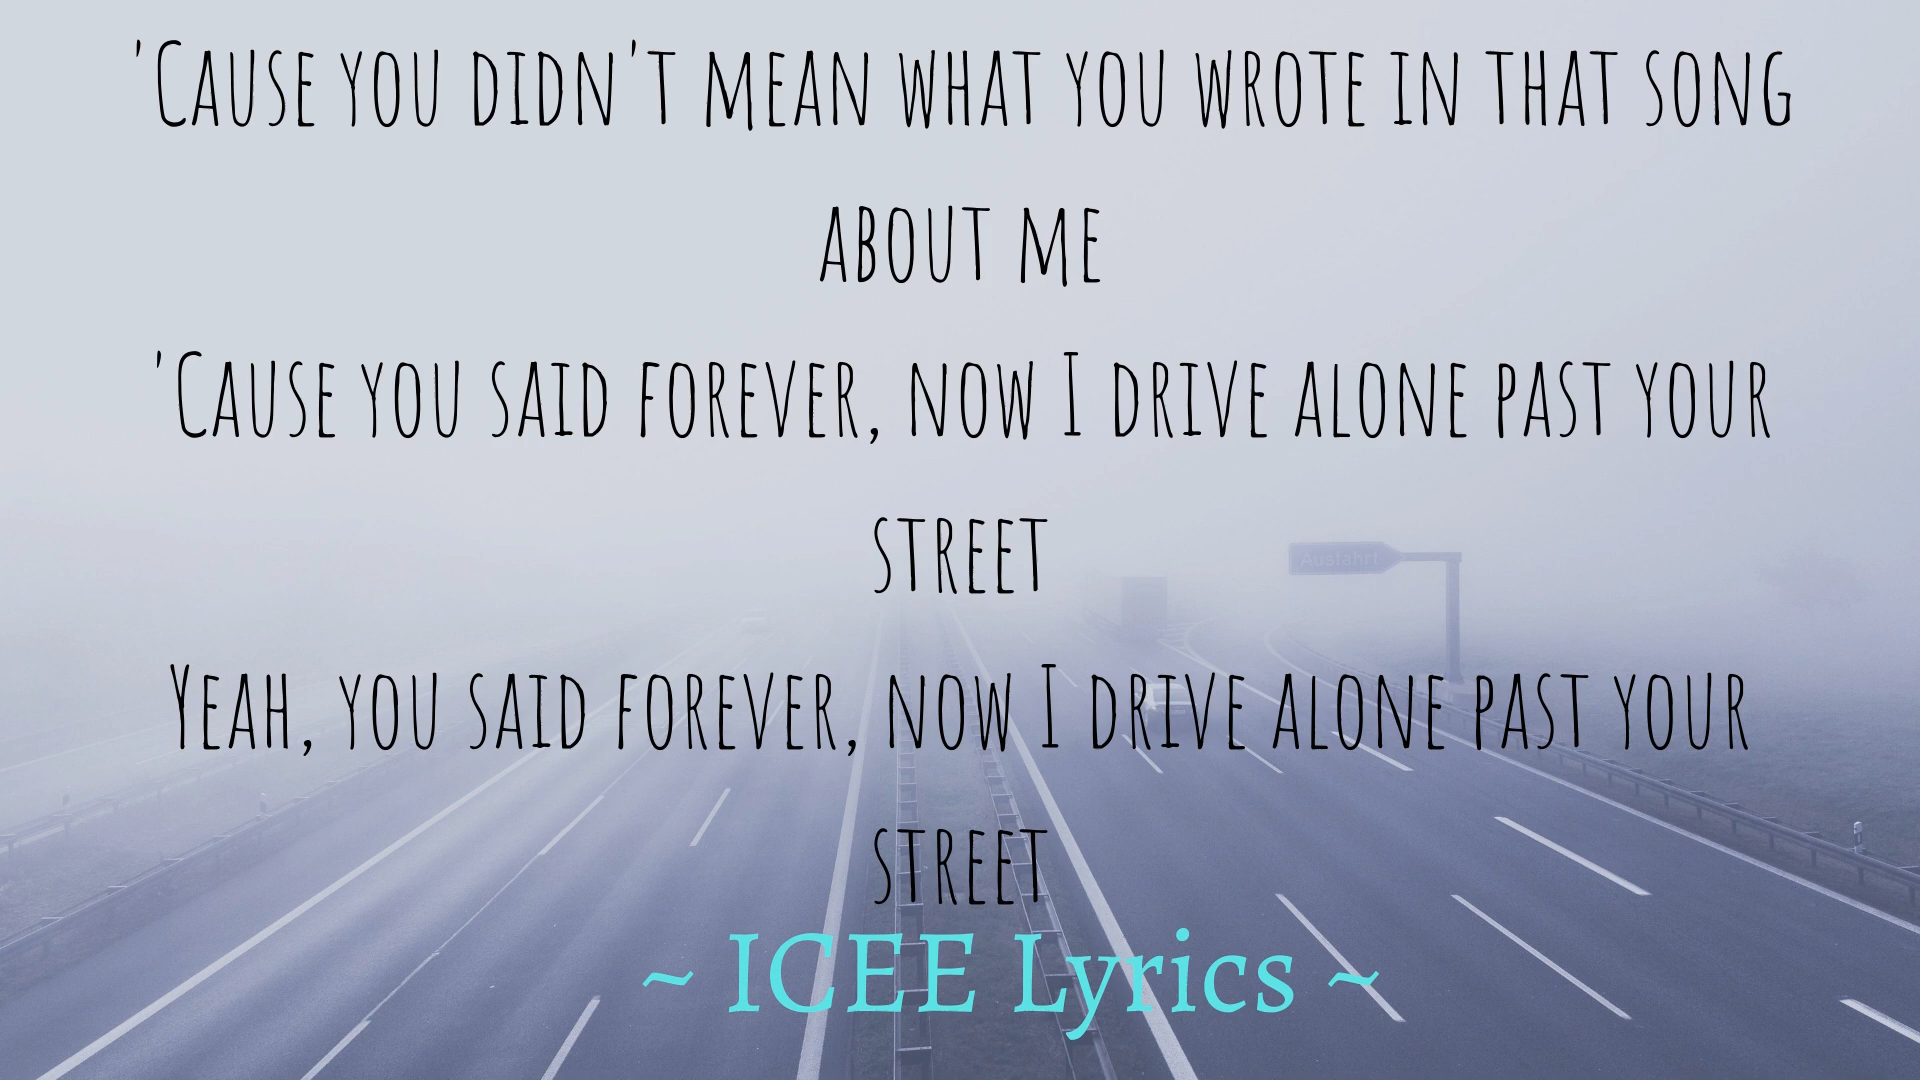 'Cause you didn't mean what you wrote in that song
about me
'Cause you said forever, now I drive alone past your
street
Ausfahrt
Yeah, you said forever, now I drive alone past your
street
~ ICEE Lyrics ~